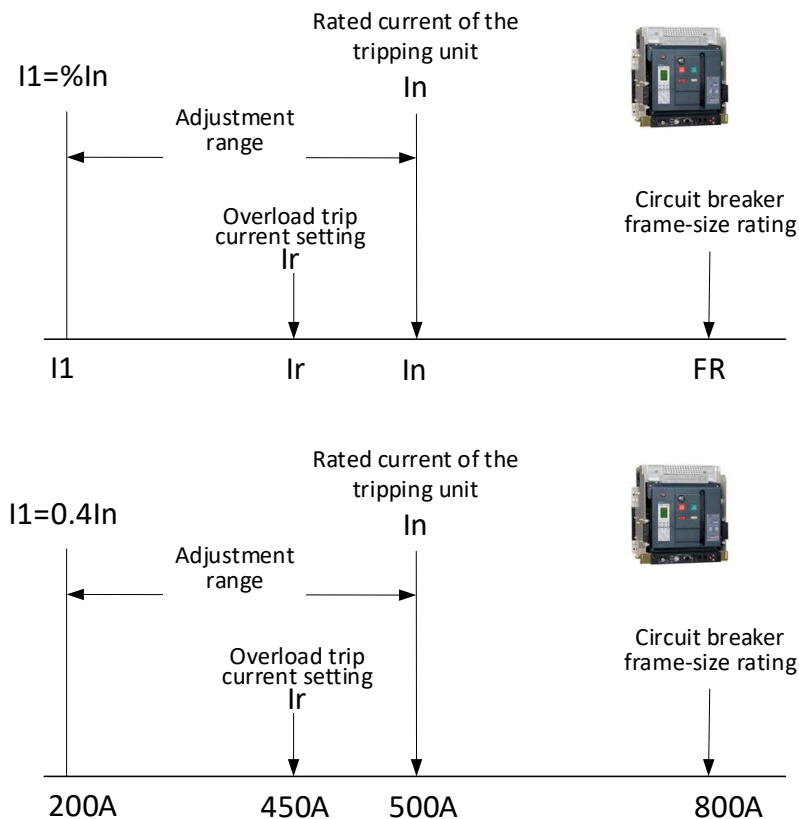 Rated current of the
tripping unit
In
I1=%In
Adjustment
range
Circuit breaker
frame-size rating
Overload trip
current setting
Ir
I1
Ir
In
FR
Rated current of the
tripping unit
In
I1=0.4In
Adjustment
range
Circuit breaker
frame-size rating
Overload trip
current setting
Ir
200A
450A
500A
800A